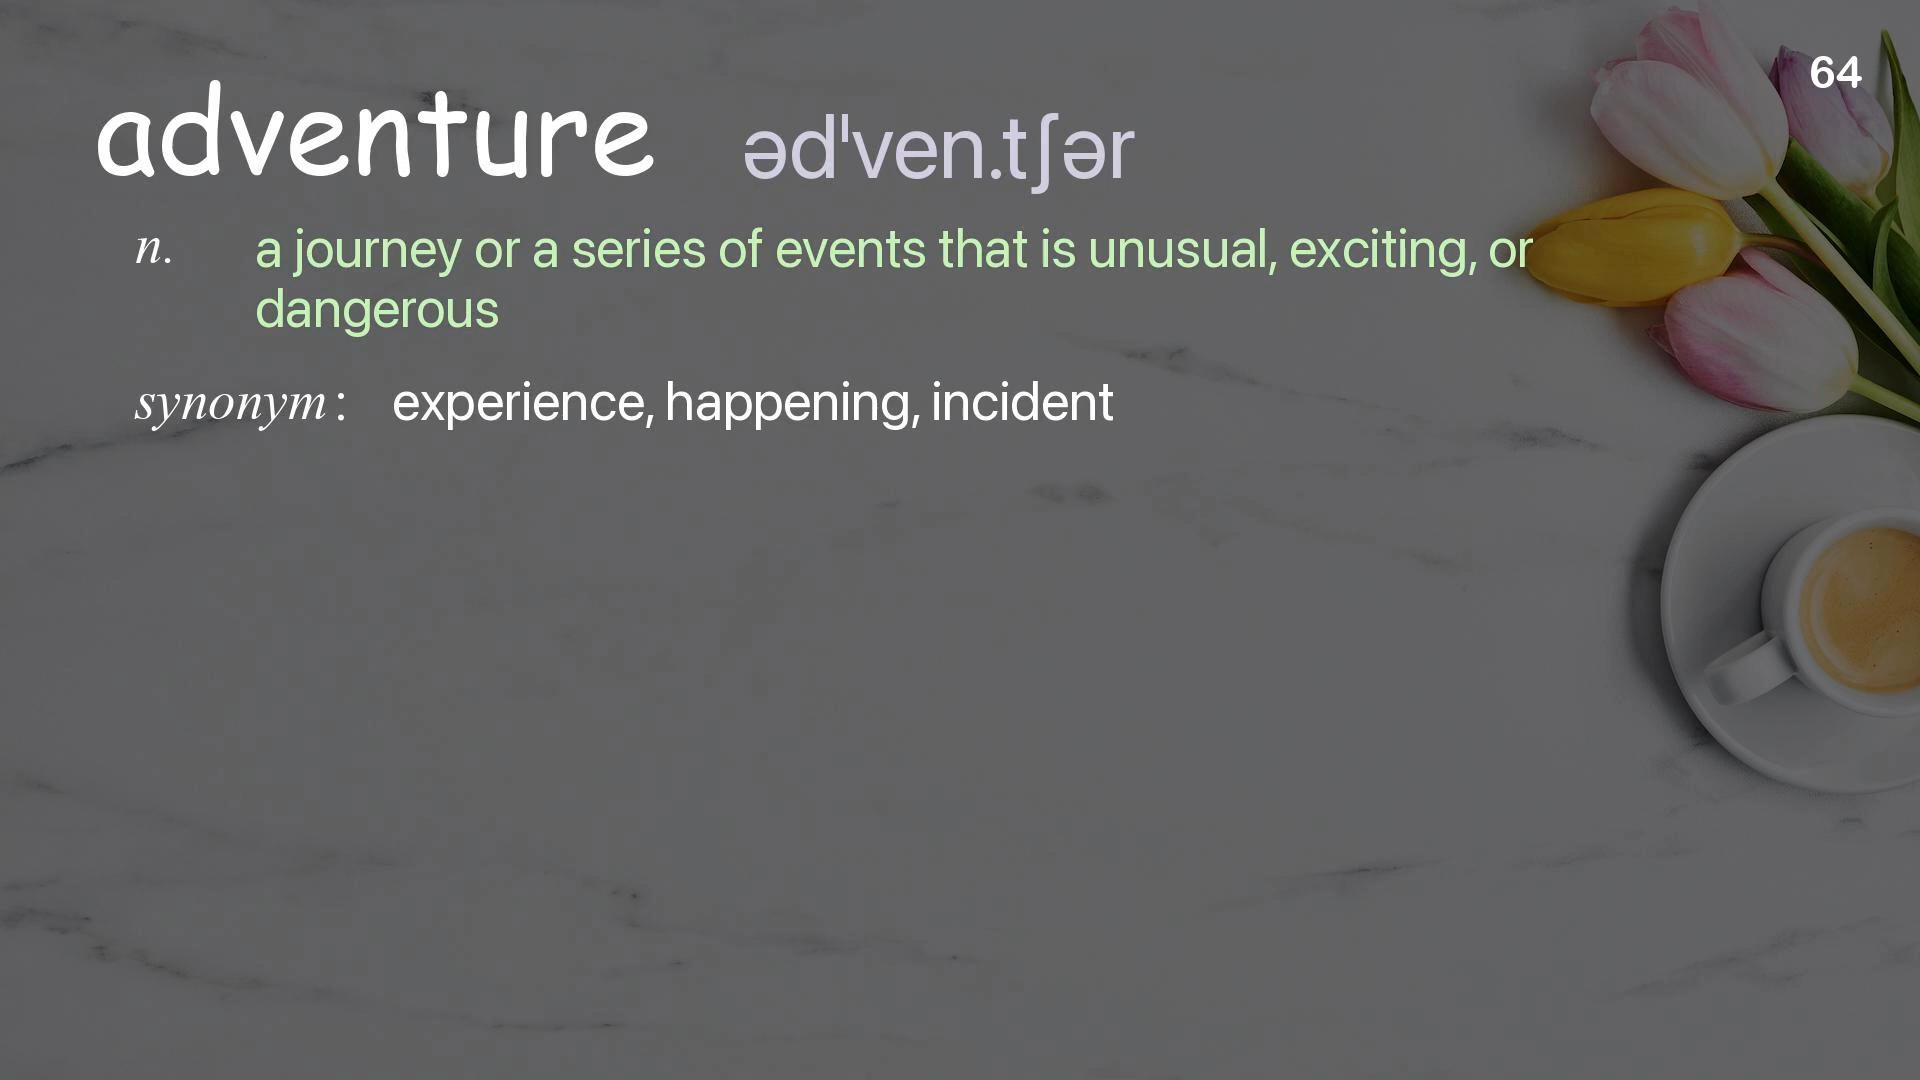 64
adventure ədˈven.tʃər
n. a journey or a series of events that is unusual, exciting, or
dangerous
synonym: experience, happening, incident